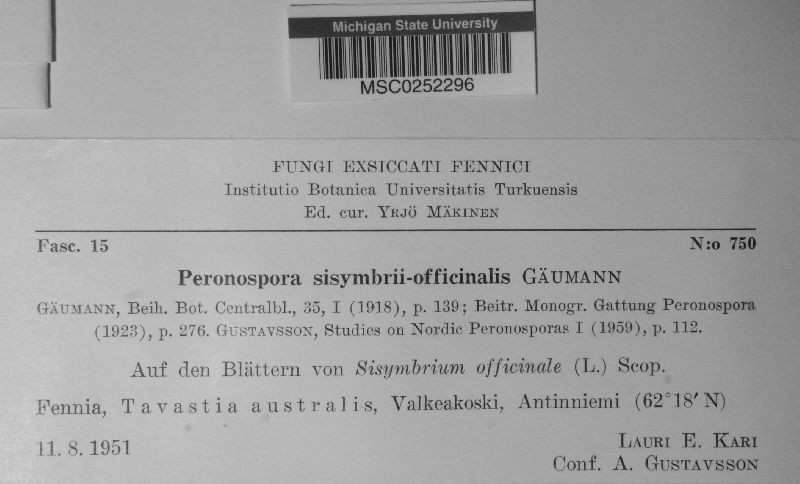 Michigan State University
MSC0252296
FUNGI EXSICCATI FENNICI
Institutio Botanica Universitatis Turkuensis
Ed. cur. YRJÖ MÄKINEN
Fasc. 15 N:o 750
Peronospora sisymbrii-officinalis GÄUMANN
GÄUMANN, Beih. Bot. Centralbl., 35, I (1918), p. 139; Beitr. Monogr. Gattung Peronospora
(1923), p. 276. GUSTAVSSON, Studies on Nordic Peronosporas I (1959), p. 112.
Auf den Blättern von Sisymbrium officinale (L.) Scop.
Fennia, Tavastia australis, Valkeakoski, Antinniemi (62°18′ N)
11. 8. 1951 LAURI E. KARI
Conf. A. GUSTAVSSON